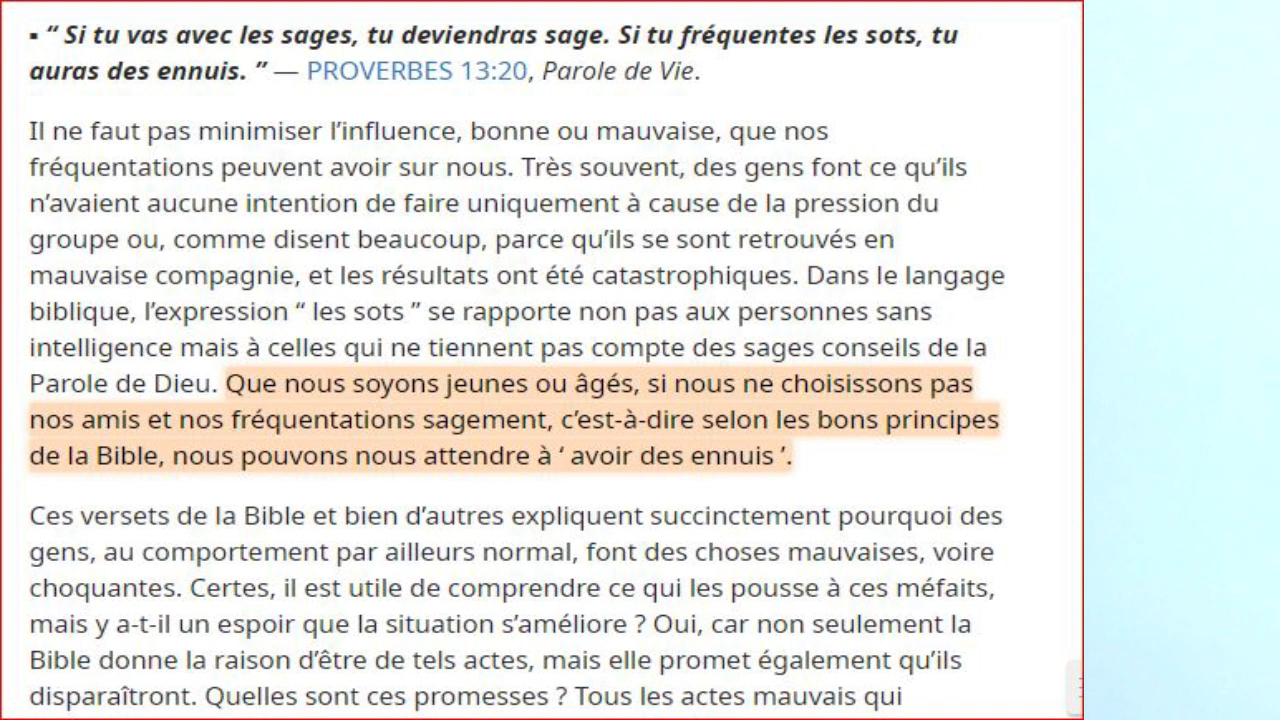 ▪ “ Si tu vas avec les sages, tu deviendras sage. Si tu fréquentes les sots, tu
auras des ennuis. ” — PROVERBES 13:20, Parole de Vie.
Il ne faut pas minimiser l’influence, bonne ou mauvaise, que nos
fréquentations peuvent avoir sur nous. Très souvent, des gens font ce qu’ils
n’avaient aucune intention de faire uniquement à cause de la pression du
groupe ou, comme disent beaucoup, parce qu’ils se sont retrouvés en
mauvaise compagnie, et les résultats ont été catastrophiques. Dans le langage
biblique, l’expression “ les sots ” se rapporte non pas aux personnes sans
intelligence mais à celles qui ne tiennent pas compte des sages conseils de la
Parole de Dieu. Que nous soyons jeunes ou âgés, si nous ne choisissons pas
nos amis et nos fréquentations sagement, c’est-à-dire selon les bons principes
de la Bible, nous pouvons nous attendre à ‘ avoir des ennuis ’.
Ces versets de la Bible et bien d’autres expliquent succinctement pourquoi des
gens, au comportement par ailleurs normal, font des choses mauvaises, voire
choquantes. Certes, il est utile de comprendre ce qui les pousse à ces méfaits,
mais y a-t-il un espoir que la situation s’améliore ? Oui, car non seulement la
Bible donne la raison d’être de tels actes, mais elle promet également qu’ils
disparaîtront. Quelles sont ces promesses ? Tous les actes mauvais qui